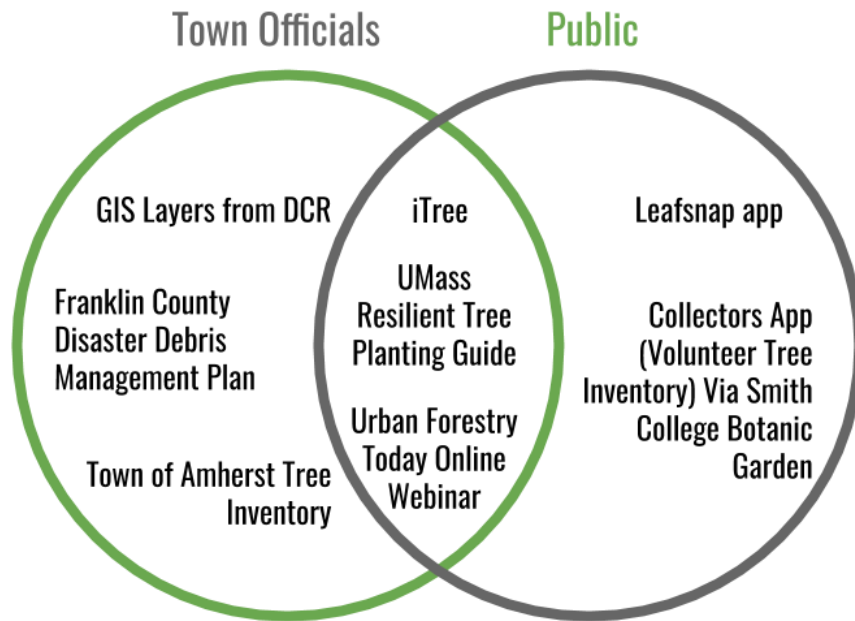 Town Officials
Public
GIS Layers from DCR
Franklin County
Disaster Debris
Management Plan
Town of Amherst Tree
Inventory
iTree
UMass
Resilient Tree
Planting Guide
Urban Forestry
Today Online
Webinar
Leafsnap app
Collectors App
(Volunteer Tree
Inventory) Via Smith
College Botanic
Garden